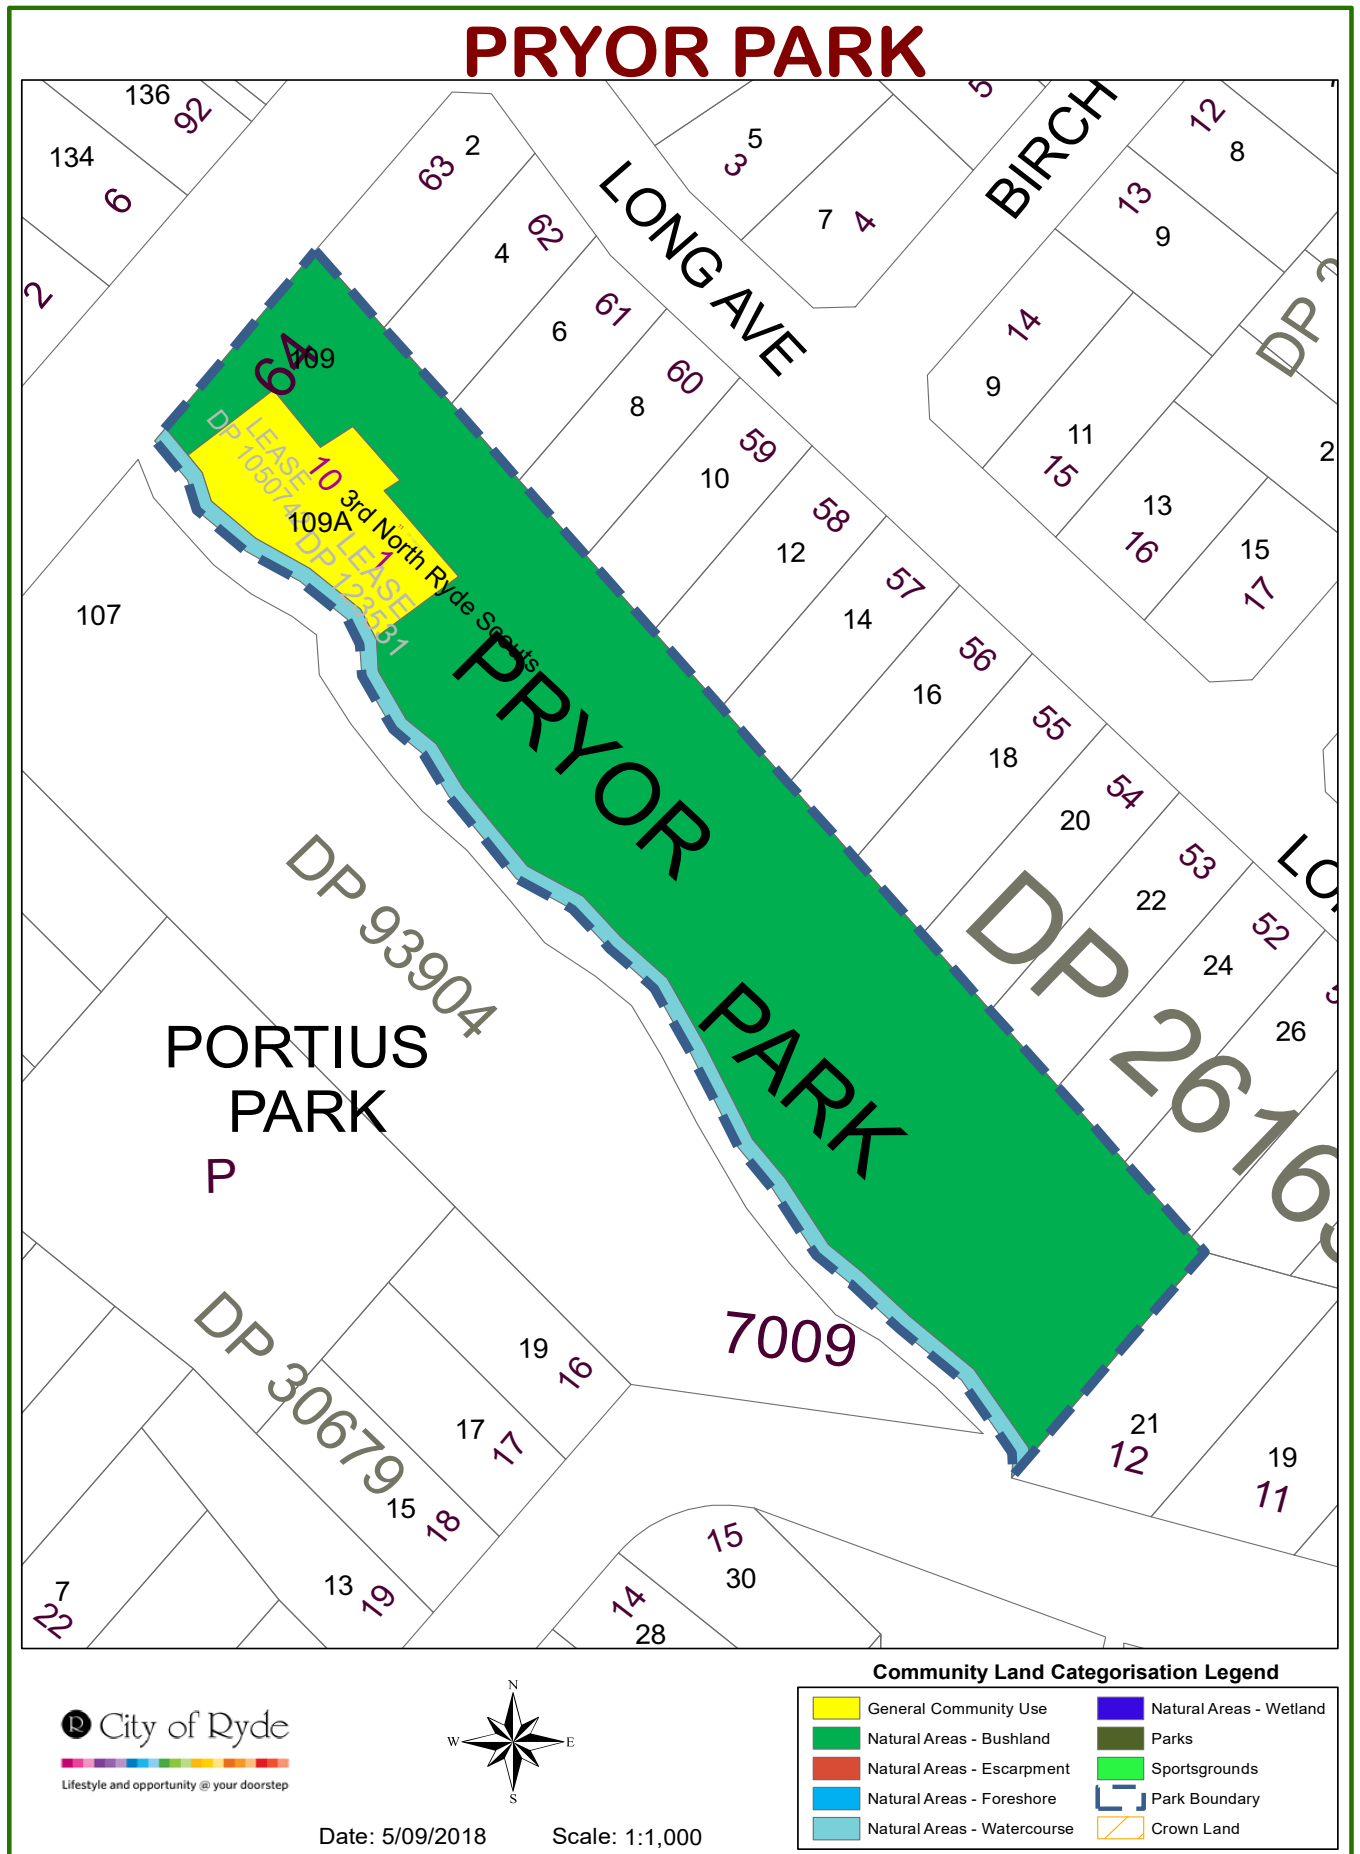 PRYOR PARK
136
92
134
6
2
63
2
62
4
61
6
60
8
59
10
58
12
57
14
56
16
55
18
54
20
53
22
52
24
26
LONG AVE
5
3
7
4
5
BIRCH
12
8
13
9
14
9
11
15
13
16
15
17
2
64
109
LEASE
DP 105074
10
109A
3rd North Ryde Scouts
1
LEASE
DP 123531
107
PRYOR
PARK
DP 93904
PORTIUS
PARK
P
DP 2616
7009
21
12
19
11
DP 30679
19
16
17
17
15
18
13
19
7
22
15
30
14
28
City of Ryde
Lifestyle and opportunity @ your doorstep
N
W
E
S
Date: 5/09/2018
Scale: 1:1,000
Community Land Categorisation Legend
General Community Use
Natural Areas - Bushland
Natural Areas - Escarpment
Natural Areas - Foreshore
Natural Areas - Watercourse
Natural Areas - Wetland
Parks
Sportsgrounds
Park Boundary
Crown Land